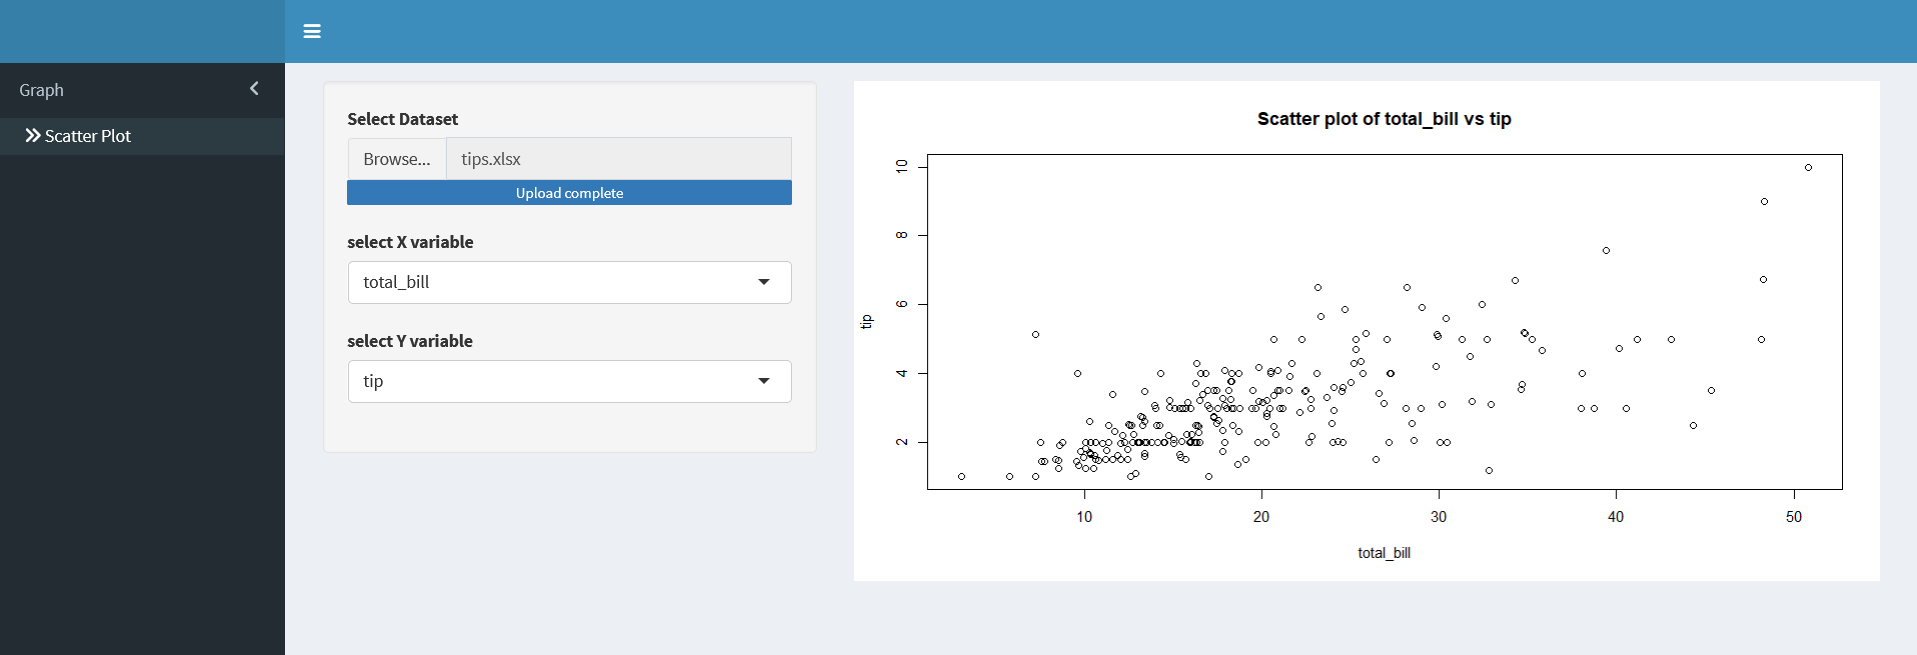 Graph
Scatter Plot
Select Dataset
Browse... tips.xlsx
Upload complete
select X variable
total_bill
select Y variable
tip
Scatter plot of total_bill vs tip
10
8
6
4
2
tip
10 20 30 40 50
total_bill